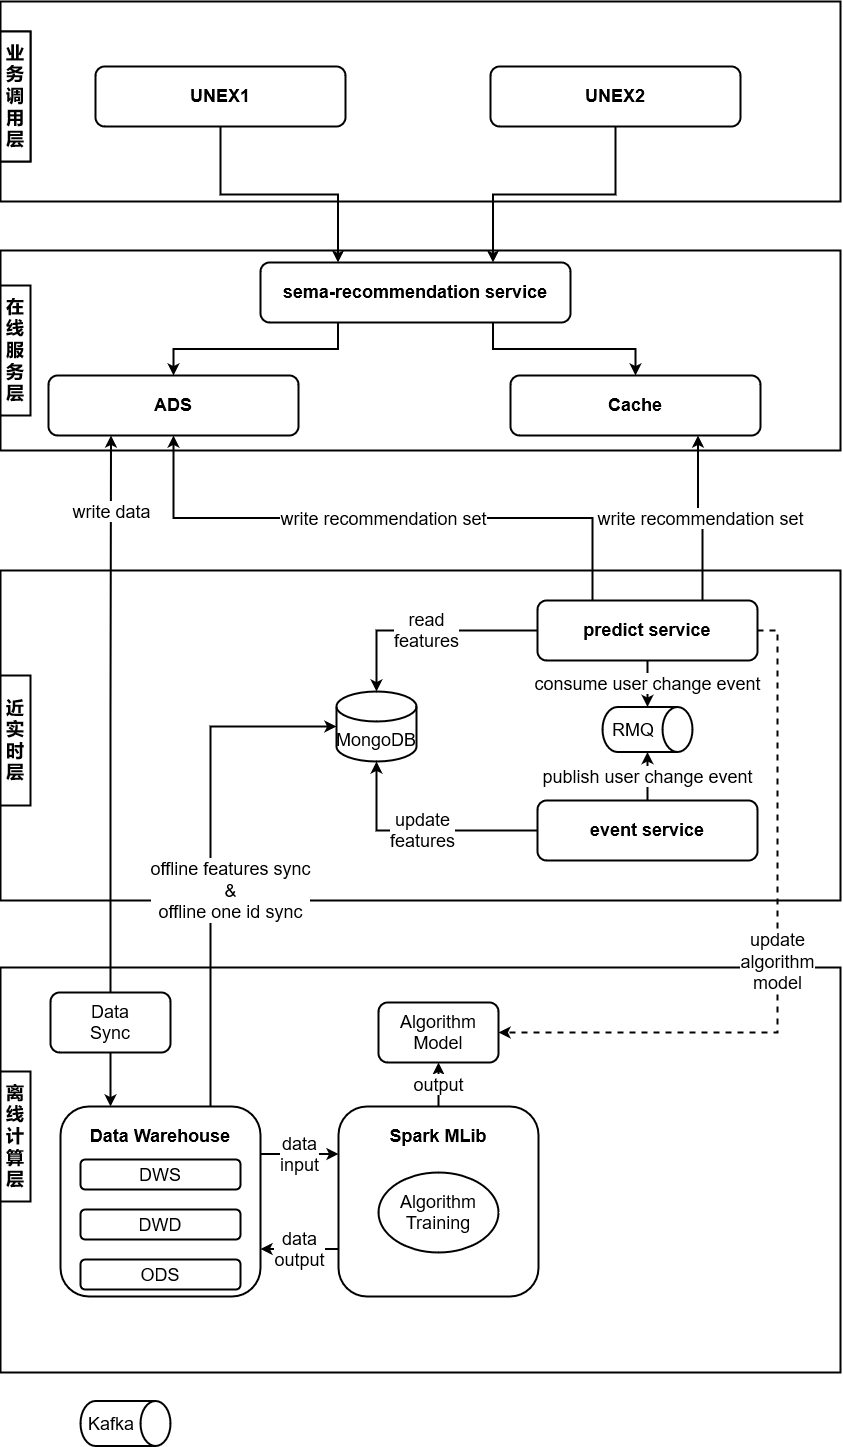 业务调用层
UNEX1
UNEX2
在线服务层
sema-recommendation service
ADS
Cache
write data
write recommendation set
write recommendation set
近实时层
read
features
predict service
consume user change event
MongoDB
RMQ
publish user change event
update
features
event service
offline features sync
&
offline one id sync
update
algorithm
model
离线计算层
Data
Sync
Algorithm
Model
output
Data Warehouse
DWS
DWD
ODS
data
input
data
output
Spark MLib
Algorithm
Training
Kafka